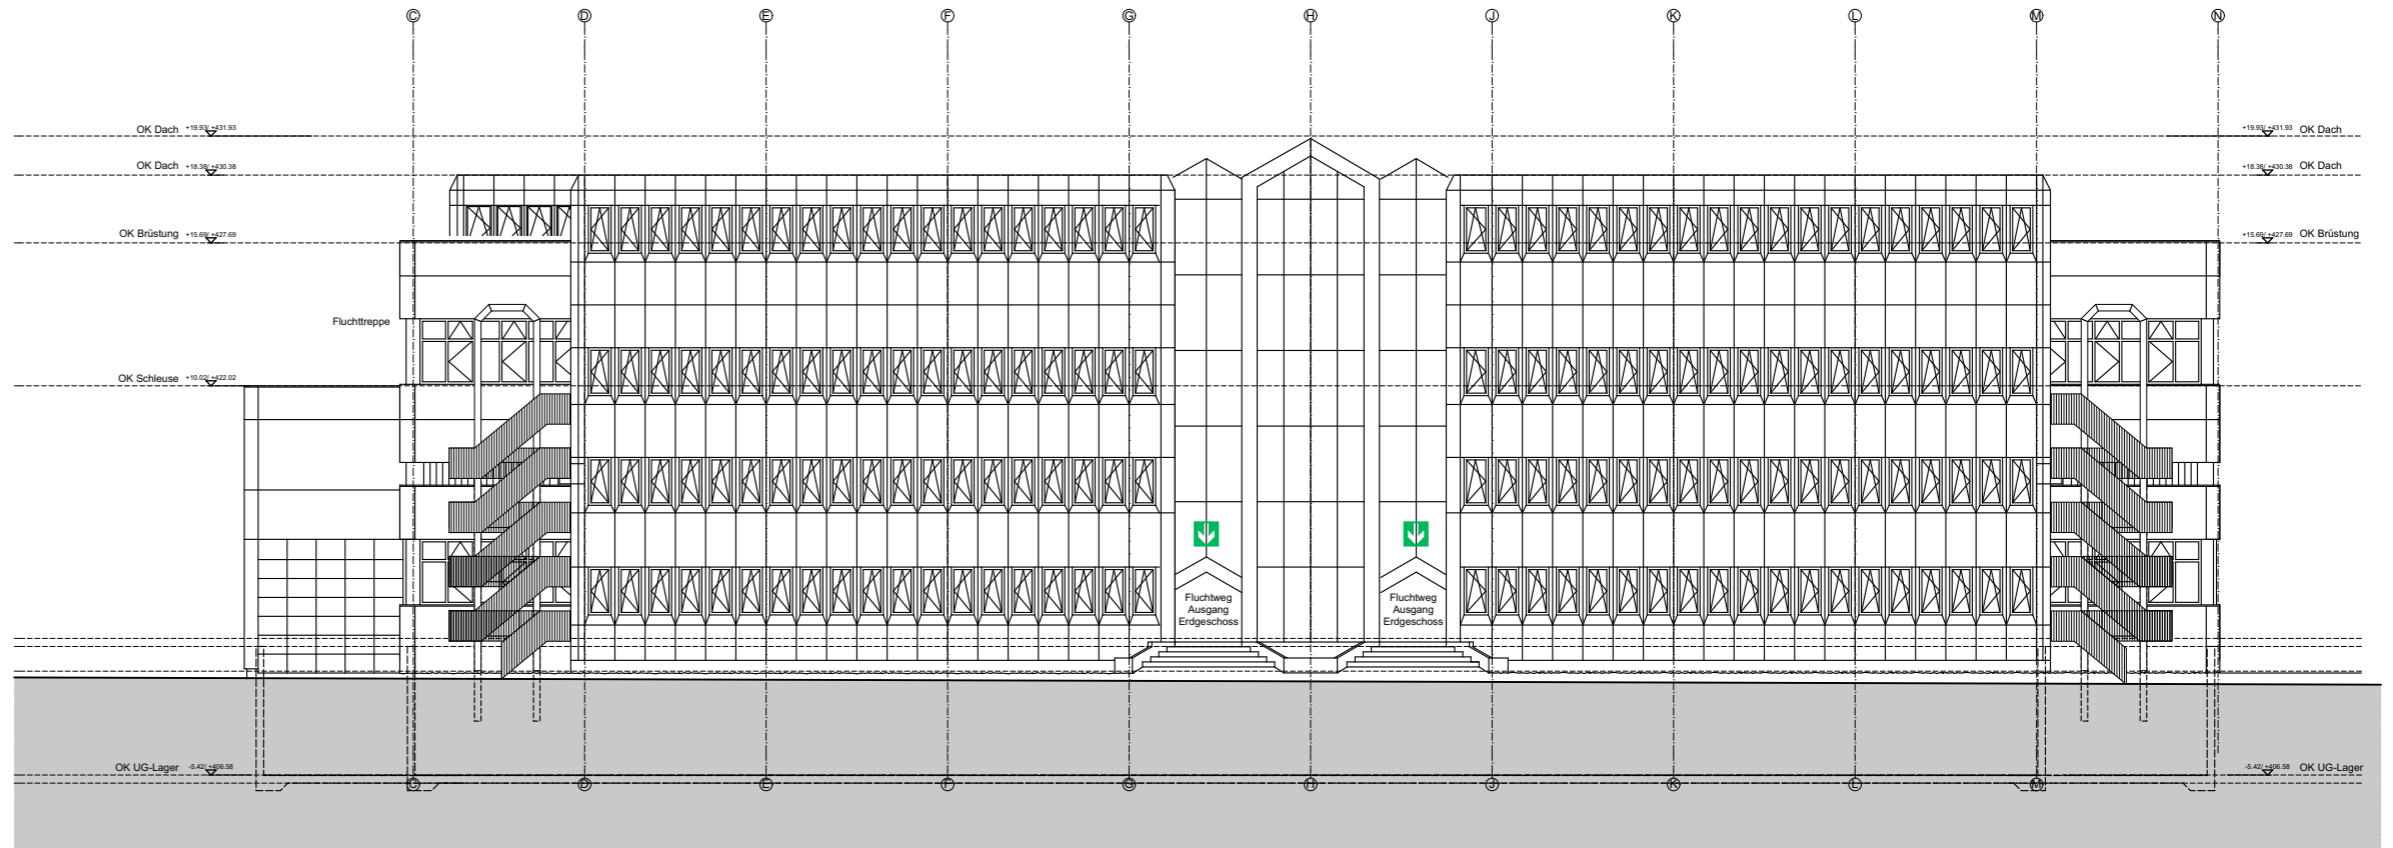 C D E F G H J K L M N
OK Dach +19.93/ +431.93
+19.93/ +431.93 OK Dach
OK Dach +18.38/ +430.38
+18.38/ +430.38 OK Dach
OK Brüstung +15.69/ +427.69
+15.69/ +427.69 OK Brüstung
Fluchttreppe
OK Schleuse +10.02/ +422.02
Fluchtweg
Ausgang
Erdgeschoss
Fluchtweg
Ausgang
Erdgeschoss
OK UG-Lager -5.42/ +406.58
-5.42/ +406.58 OK UG-Lager
C D E F G H J K L M